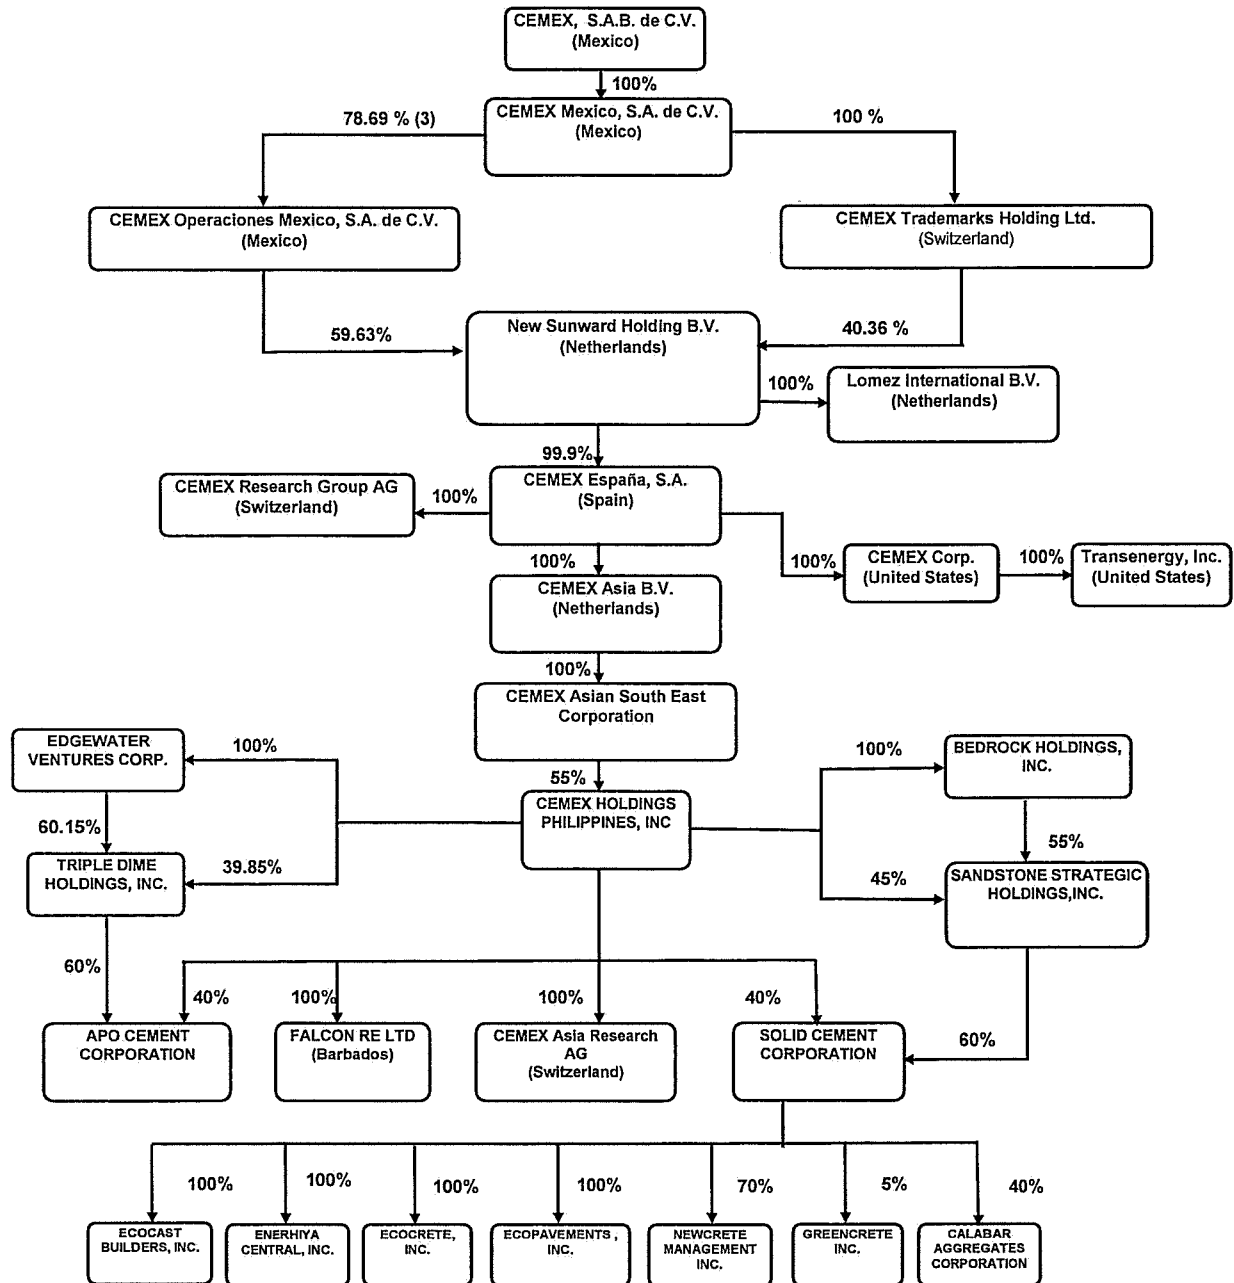 CEMEX, S.A.B. de C.V.
(Mexico)
100%
CEMEX Mexico, S.A. de C.V.
(Mexico)
78.69 % (3)
100 %
CEMEX Operaciones Mexico, S.A. de C.V.
(Mexico)
CEMEX Trademarks Holding Ltd.
(Switzerland)
59.63%
New Sunward Holding B.V.
(Netherlands)
40.36 %
100%
Lomez International B.V.
(Netherlands)
99.9%
CEMEX Research Group AG
(Switzerland)
100%
CEMEX España, S.A.
(Spain)
100%
CEMEX Corp.
(United States)
100%
Transenergy, Inc.
(United States)
100%
CEMEX Asia B.V.
(Netherlands)
100%
CEMEX Asian South East
Corporation
EDGEWATER
VENTURES CORP.
100%
100%
BEDROCK HOLDINGS,
INC.
55%
CEMEX HOLDINGS
PHILIPPINES, INC
60.15%
55%
TRIPLE DIME
HOLDINGS, INC.
39.85%
45%
SANDSTONE STRATEGIC
HOLDINGS,INC.
60%
40%
100%
100%
40%
60%
APO CEMENT
CORPORATION
FALCON RE LTD
(Barbados)
CEMEX Asia Research
AG
(Switzerland)
SOLID CEMENT
CORPORATION
100%
100%
100%
100%
70%
5%
40%
ECOCAST
BUILDERS, INC.
ENERHIYA
CENTRAL, INC.
ECOCRETE,
INC.
ECOPAVEMENTS ,
INC.
NEWCRETE
MANAGEMENT
INC.
GREENCRETE
INC.
CALABAR
AGGREGATES
CORPORATION